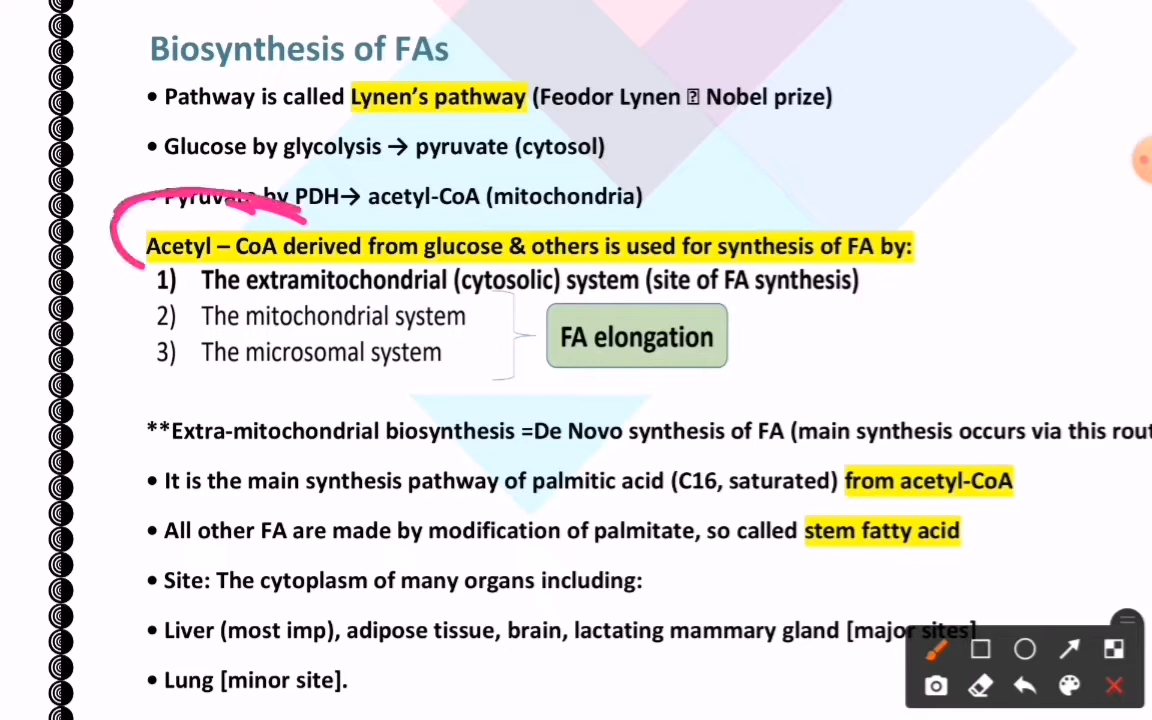 Biosynthesis of FAs
• Pathway is called Lynen's pathway (Feodor Lynen Nobel prize)
• Glucose by glycolysis → pyruvate (cytosol)
• Pyruvate by PDH→ acetyl-CoA (mitochondria)
Acetyl – CoA derived from glucose & others is used for synthesis of FA by:
1) The extramitochondrial (cytosolic) system (site of FA synthesis)
2) The mitochondrial system
3) The microsomal system
FA elongation
**Extra-mitochondrial biosynthesis =De Novo synthesis of FA (main synthesis occurs via this rout
• It is the main synthesis pathway of palmitic acid (C16, saturated) from acetyl-CoA
• All other FA are made by modification of palmitate, so called stem fatty acid
• Site: The cytoplasm of many organs including:
• Liver (most imp), adipose tissue, brain, lactating mammary gland [major sites]
• Lung [minor site].